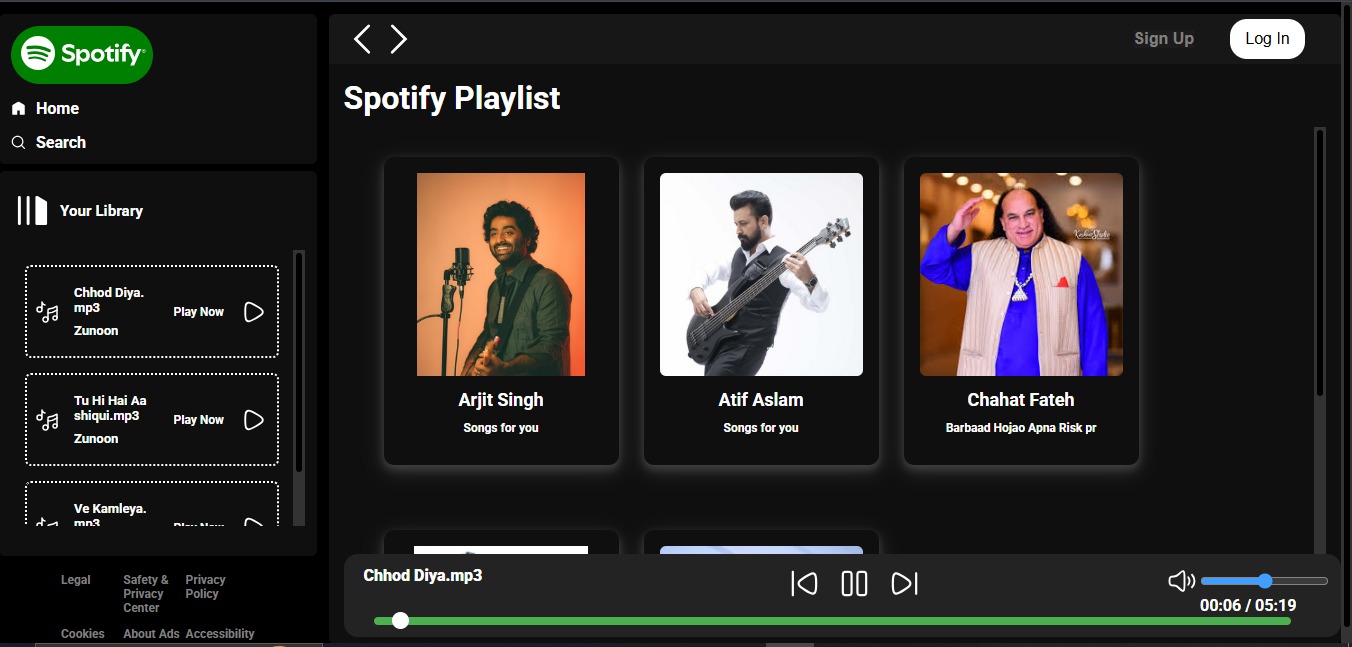 Spotify
Home
Search
Your Library
Chhod Diya.
mp3
Zunoon
Play Now
Tu Hi Hai Aa
shiqui.mp3
Zunoon
Play Now
Ve Kamleya.
mp3
Play Now
Legal
Safety &
Privacy
Center
Privacy
Policy
Cookies
About Ads
Accessibility
Sign Up
Log In
Spotify Playlist
Arjit Singh
Songs for you
Atif Aslam
Songs for you
Chahat Fateh
Barbaad Hojao Apna Risk pr
Chhod Diya.mp3
00:06 / 05:19